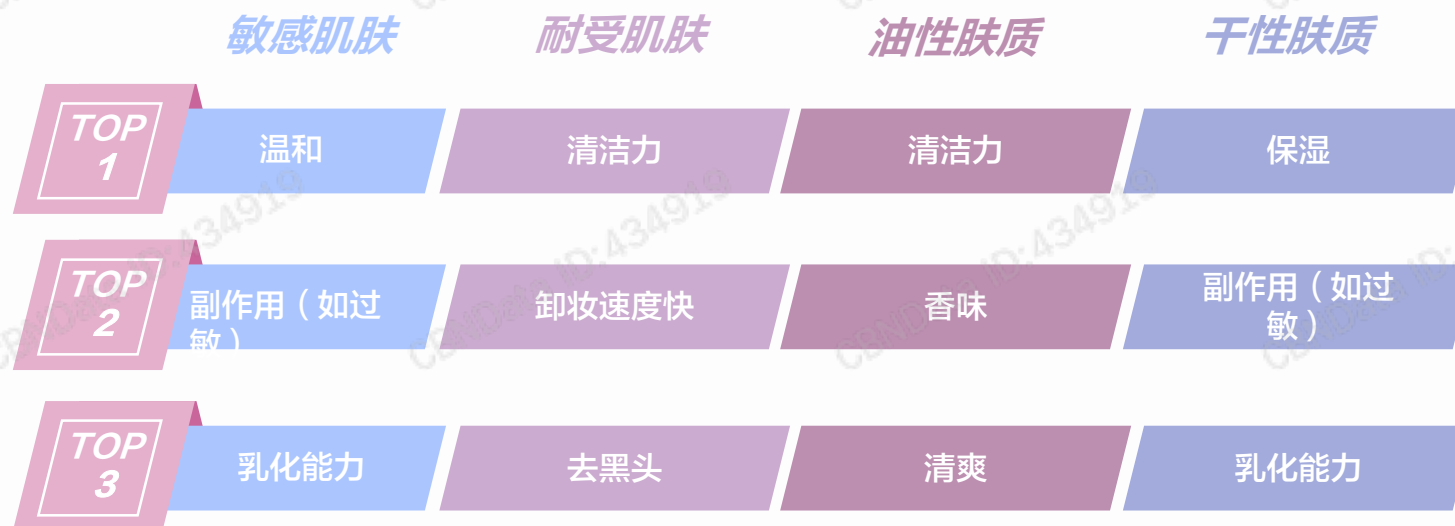 敏感肌肤 耐受肌肤 油性肤质 干性肤质
TOP
1
温和 清洁力 清洁力 保湿
TOP
2
副作用（如过
敏）
卸妆速度快 香味
副作用（如过
敏）
TOP
3
乳化能力 去黑头 清爽 乳化能力
CBNData ID:434919